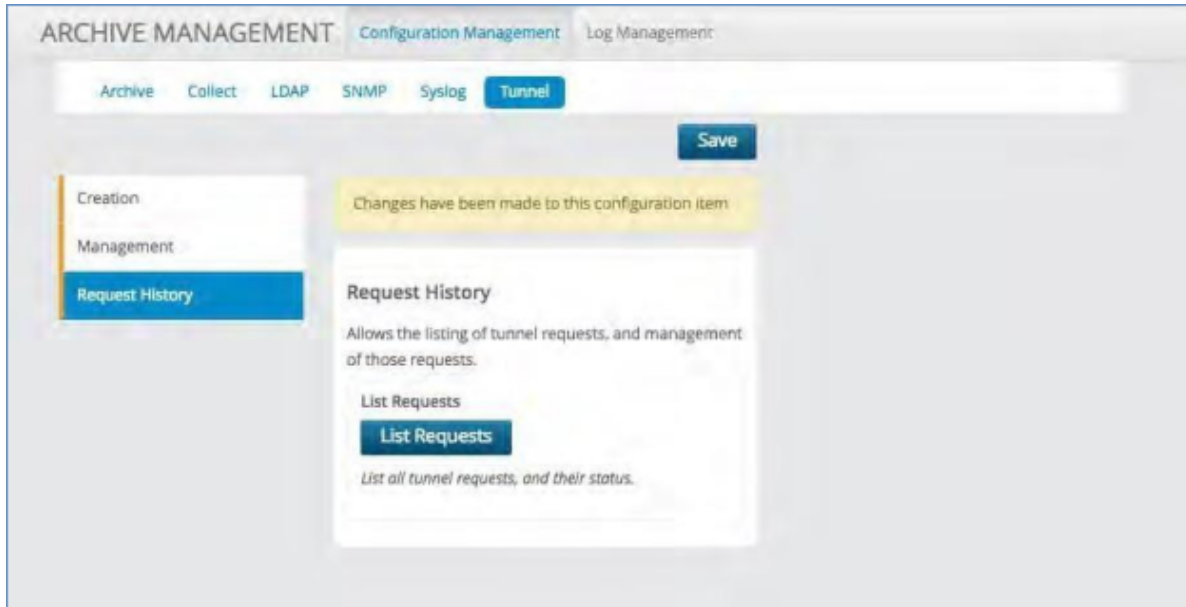 ARCHIVE MANAGEMENT Configuration Management Log Management
Archive Collect LDAP SNMP Syslog Tunnel
Save
Creation
Management
Request History
Changes have been made to this configuration item
Request History
Allows the listing of tunnel requests, and management
of those requests.
List Requests
List Requests
List all tunnel requests, and their status.